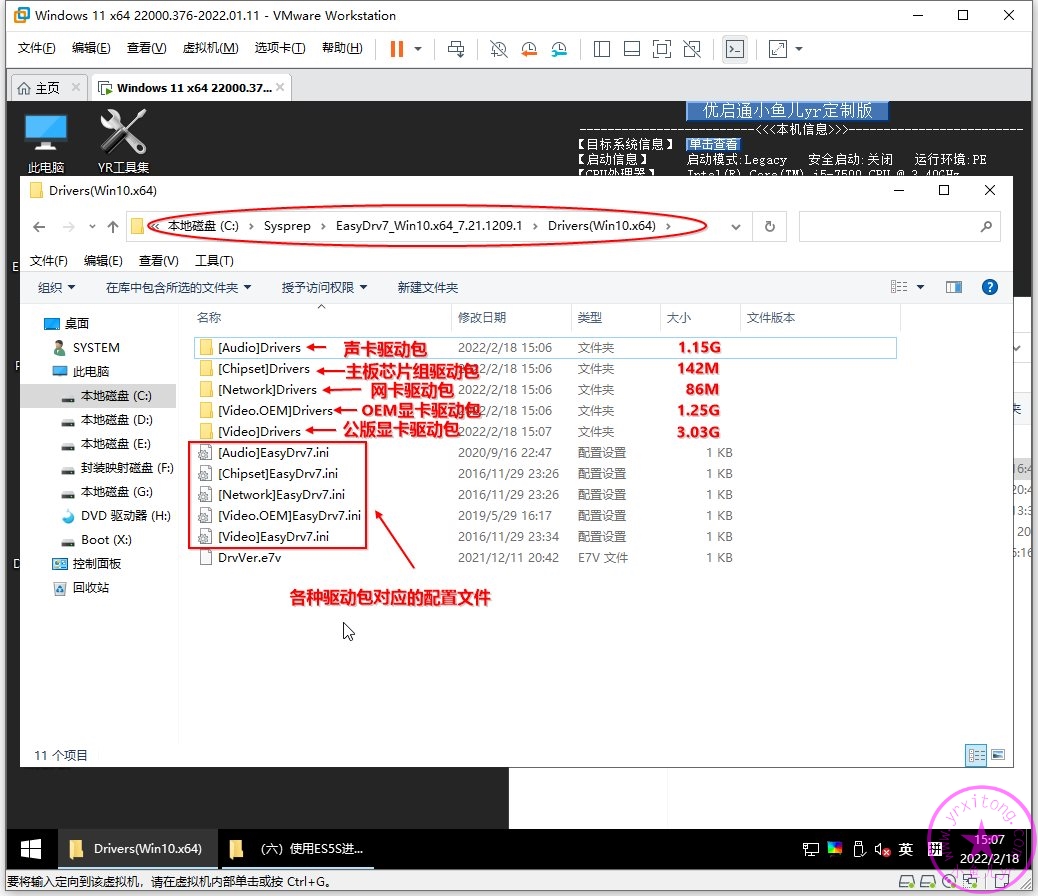 Windows 11 x64 22000.376-2022.01.11 - VMware Workstation
文件(F) 编辑(E) 查看(V) 虚拟机(M) 选项卡(T) 帮助(H)
主页 Windows 11 x64 22000.37...
优启通小鱼儿yr定制版
<<<本机信息>>>
【目标系统信息】 单击查看
【启动信息】 启动模式:Legacy 安全启动:关闭 运行环境:PE
【CPU处理器】 Intel(R) Core(TM) i5-7500 CPU @ 3.40GHz
此电脑 YR工具集
Drivers(Win10.x64)
« 本地磁盘 (C:) › Sysprep › EasyDrv7_Win10.x64_7.21.1209.1 › Drivers(Win10.x64) ›
文件(F) 编辑(E) 查看(V) 工具(T)
组织 在库中包含所选的文件夹 授予访问权限 新建文件夹
名称 修改日期 类型 大小 文件版本
桌面
SYSTEM
此电脑
本地磁盘 (C:)
本地磁盘 (D:)
本地磁盘 (E:)
封装映射磁盘 (F:)
本地磁盘 (G:)
DVD 驱动器 (H:)
Boot (X:)
控制面板
回收站
[Audio]Drivers 声卡驱动包 2022/2/18 15:06 文件夹 1.15G
[Chipset]Drivers 主板芯片组驱动包 2022/2/18 15:06 文件夹 142M
[Network]Drivers 网卡驱动包 2022/2/18 15:06 文件夹 86M
[Video.OEM]Drivers OEM显卡驱动包 2022/2/18 15:06 文件夹 1.25G
[Video]Drivers 公版显卡驱动包 2022/2/18 15:07 文件夹 3.03G
[Audio]EasyDrv7.ini 2020/9/16 22:47 配置设置 1 KB
[Chipset]EasyDrv7.ini 2016/11/29 23:26 配置设置 1 KB
[Network]EasyDrv7.ini 2016/11/29 23:26 配置设置 1 KB
[Video.OEM]EasyDrv7.ini 2019/5/29 16:17 配置设置 1 KB
[Video]EasyDrv7.ini 2016/11/29 23:34 配置设置 1 KB
DrvVer.e7v 2021/12/11 20:42 E7V 文件 1 KB
各种驱动包对应的配置文件
11 个项目
Drivers(Win10.x64) （六）使用ES5S进...
英 拼 15:07
2022/2/18
www.yrxitong.com
要将输入定向到该虚拟机，请在虚拟机内部单击或按 Ctrl+G。